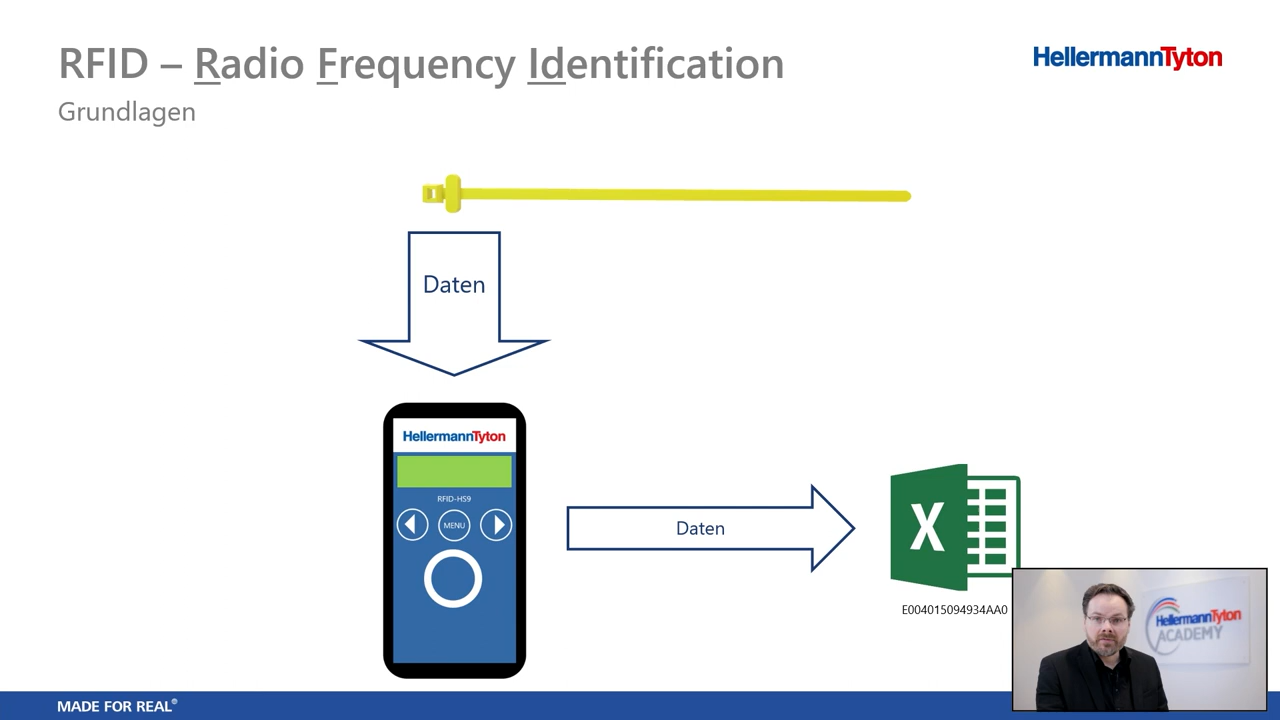 RFID – Radio Frequency Identification
HellermannTyton
Grundlagen
Daten
HellermannTyton
RFID-HS9
MENU
Daten
X
E004015094934AA0
HellermannTyton
ACADEMY
MADE FOR REAL®